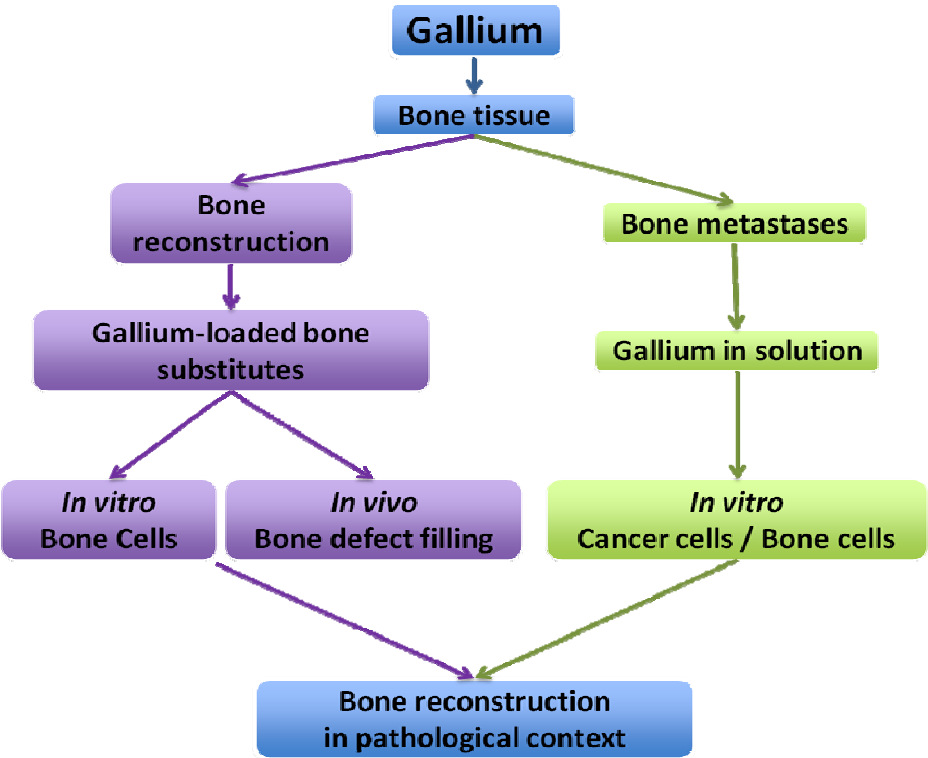 Gallium
Bone tissue
Bone
reconstruction
Bone metastases
Gallium-loaded bone
substitutes
Gallium in solution
In vitro
Bone Cells
In vivo
Bone defect filling
In vitro
Cancer cells / Bone cells
Bone reconstruction
in pathological context